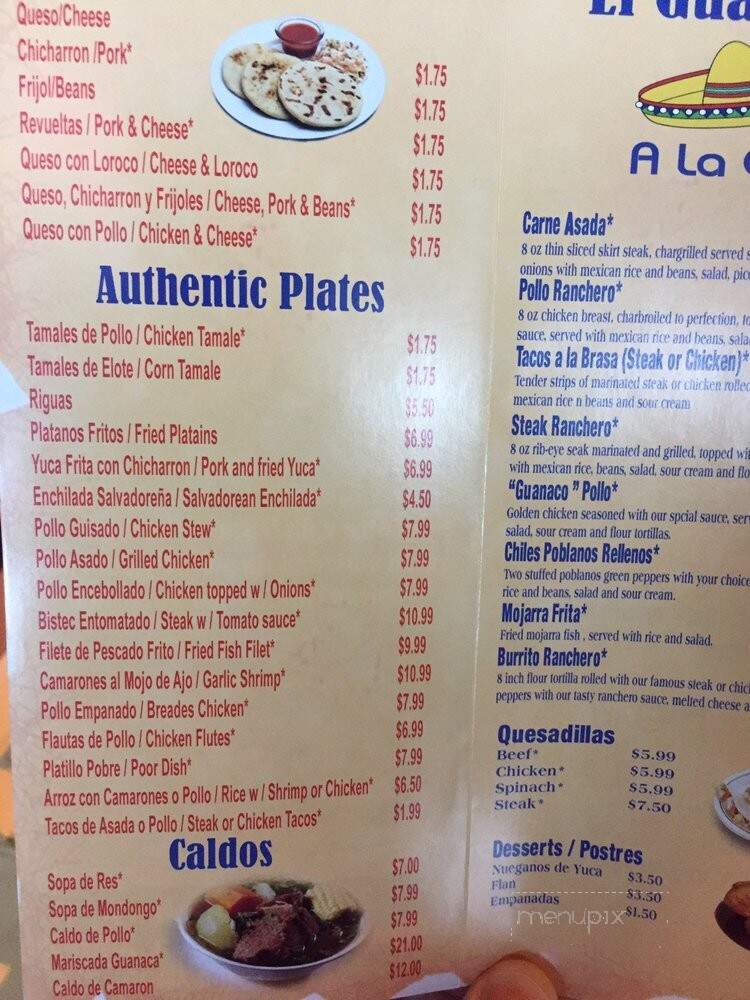 Queso/Cheese
Chicharron /Pork* $1.75
Frijol/Beans $1.75
Revueltas / Pork & Cheese* $1.75
Queso con Loroco / Cheese & Loroco $1.75
Queso, Chicharron y Frijoles / Cheese, Pork & Beans* $1.75
Queso con Pollo / Chicken & Cheese* $1.75
Authentic Plates
Tamales de Pollo / Chicken Tamale* $1.75
Tamales de Elote / Corn Tamale $1.75
Riguas $5.50
Platanos Fritos / Fried Platains $6.99
Yuca Frita con Chicharron / Pork and fried Yuca* $6.99
Enchilada Salvadoreña / Salvadorean Enchilada* $4.50
Pollo Guisado / Chicken Stew* $7.99
Pollo Asado / Grilled Chicken* $7.99
Pollo Encebollado / Chicken topped w / Onions* $7.99
Bistec Entomatado / Steak w / Tomato sauce* $10.99
Filete de Pescado Frito / Fried Fish Filet* $9.99
Camarones al Mojo de Ajo / Garlic Shrimp* $10.99
Pollo Empanado / Breades Chicken* $7.99
Flautas de Pollo / Chicken Flutes* $6.99
Platillo Pobre / Poor Dish* $7.99
Arroz con Camarones o Pollo / Rice w / Shrimp or Chicken* $6.50
Tacos de Asada o Pollo / Steak or Chicken Tacos* $1.99
Caldos
Sopa de Res* $7.00
Sopa de Mondongo* $7.99
Caldo de Pollo* $7.99
Mariscada Guanaca* $21.00
Caldo de Camaron $12.00
El Gua
A La
Carne Asada*
8 oz thin sliced skirt steak, chargrilled served
onions with mexican rice and beans, salad, pic
Pollo Ranchero*
8 oz chicken breast, charbroiled to perfection, to
sauce, served with mexican rice and beans, sala
Tacos a la Brasa (Steak or Chicken)*
Tender strips of marinated steak or chicken rolled
mexican rice n beans and sour cream
Steak Ranchero*
8 oz rib-eye seak marinated and grilled, topped wi
with mexican rice, beans, salad, sour cream and flo
"Guanaco " Pollo*
Golden chicken seasoned with our spcial sauce, ser
salad, sour cream and flour tortillas.
Chiles Poblanos Rellenos*
Two stuffed poblanos green peppers with your choice
rice and beans, salad and sour cream.
Mojarra Frita*
Fried mojarra fish , served with rice and salad.
Burrito Ranchero*
8 inch flour tortilla rolled with our famous steak or chic
peppers with our tasty ranchero sauce, melted cheese a
Quesadillas
Beef* $5.99
Chicken* $5.99
Spinach* $5.99
Steak* $7.50
Desserts / Postres
Nueganos de Yuca $3.50
Flan $3.50
Empanadas $1.50
menupix